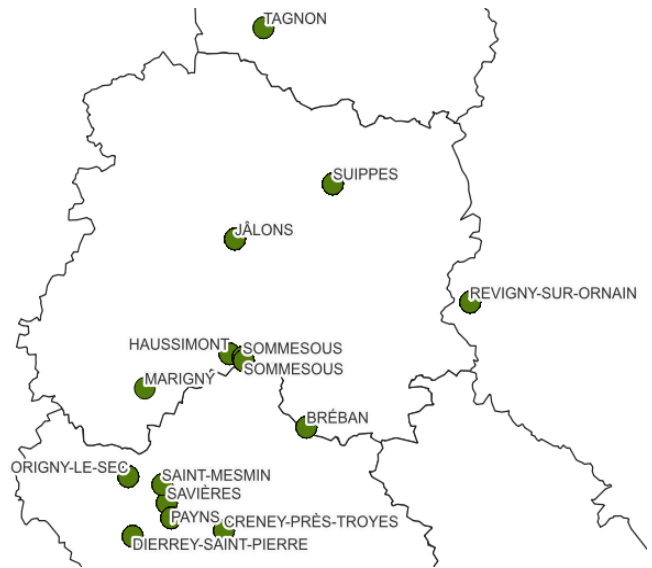 TAGNON
SUIPPES
JÂLONS
REVIGNY-SUR-ORNAIN
HAUSSIMONT
SOMMESOUS
SOMMESOUS
MARIGNY
BRÉBAN
ORIGNY-LE-SEC
SAINT-MESMIN
SAVIÈRES
PAYNS
CRENEY-PRÈS-TROYES
DIERREY-SAINT-PIERRE